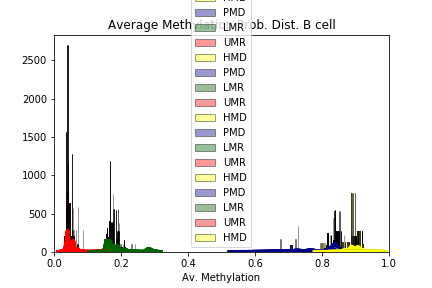 HMD
PMD
Average Methylation Prob. Dist. B cell
LMR
UMR
HMD
PMD
LMR
UMR
HMD
PMD
LMR
UMR
HMD
PMD
LMR
UMR
HMD
2500
2000
1500
1000
500
0
0.0 0.2 0.4 0.6 0.8 1.0
Av. Methylation